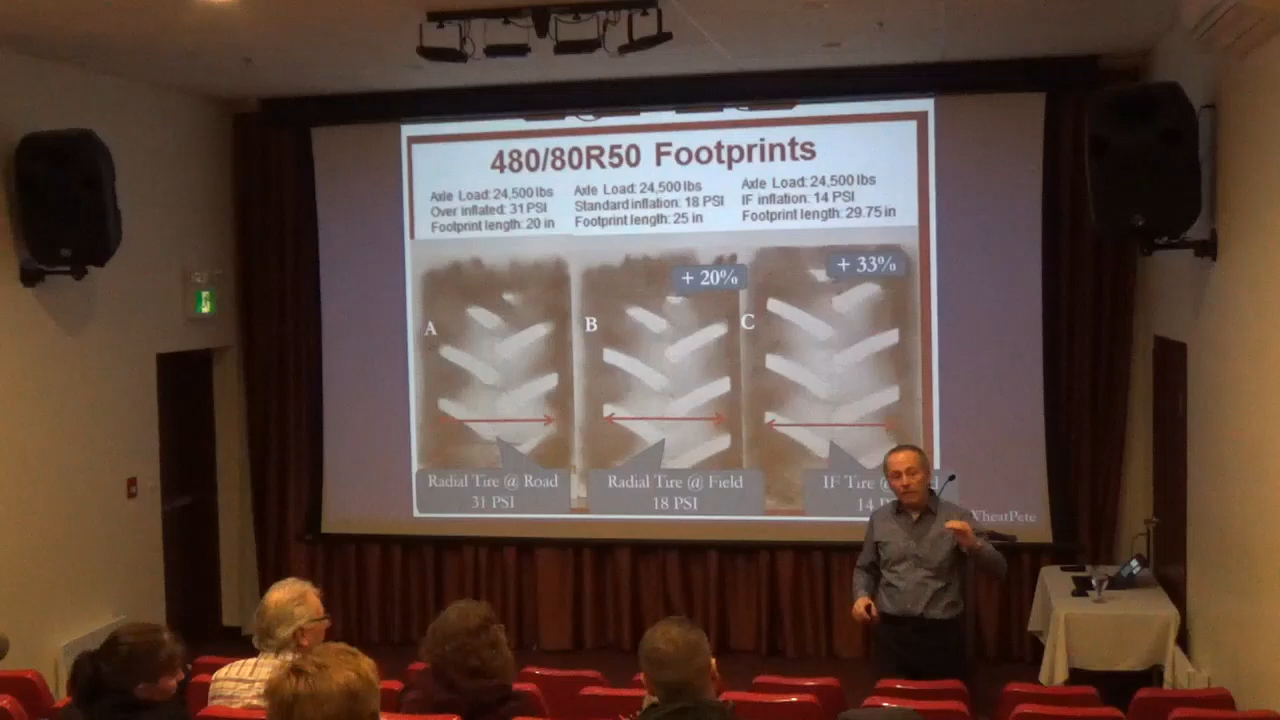 480/80R50 Footprints
Axle Load: 24,500 lbs
Over inflated: 31 PSI
Footprint length: 20 in
Axle Load: 24,500 lbs
Standard inflation: 18 PSI
Footprint length: 25 in
Axle Load: 24,500 lbs
IF inflation: 14 PSI
Footprint length: 29.75 in
+ 20%
+ 33%
A
B
C
Radial Tire @ Road
31 PSI
Radial Tire @ Field
18 PSI
IF Tire @
14
WheatPete